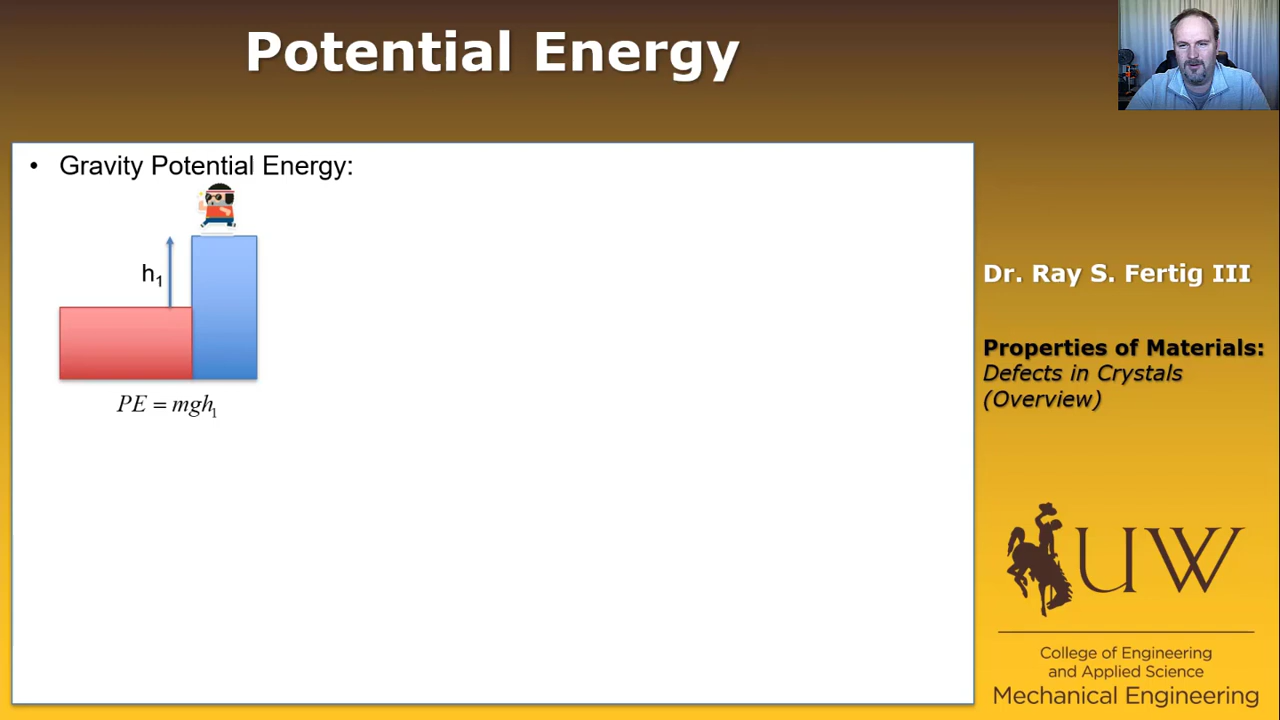 Potential Energy
• Gravity Potential Energy:
h₁
PE = mgh₁
Dr. Ray S. Fertig III
Properties of Materials:
Defects in Crystals
(Overview)
UW
College of Engineering
and Applied Science
Mechanical Engineering